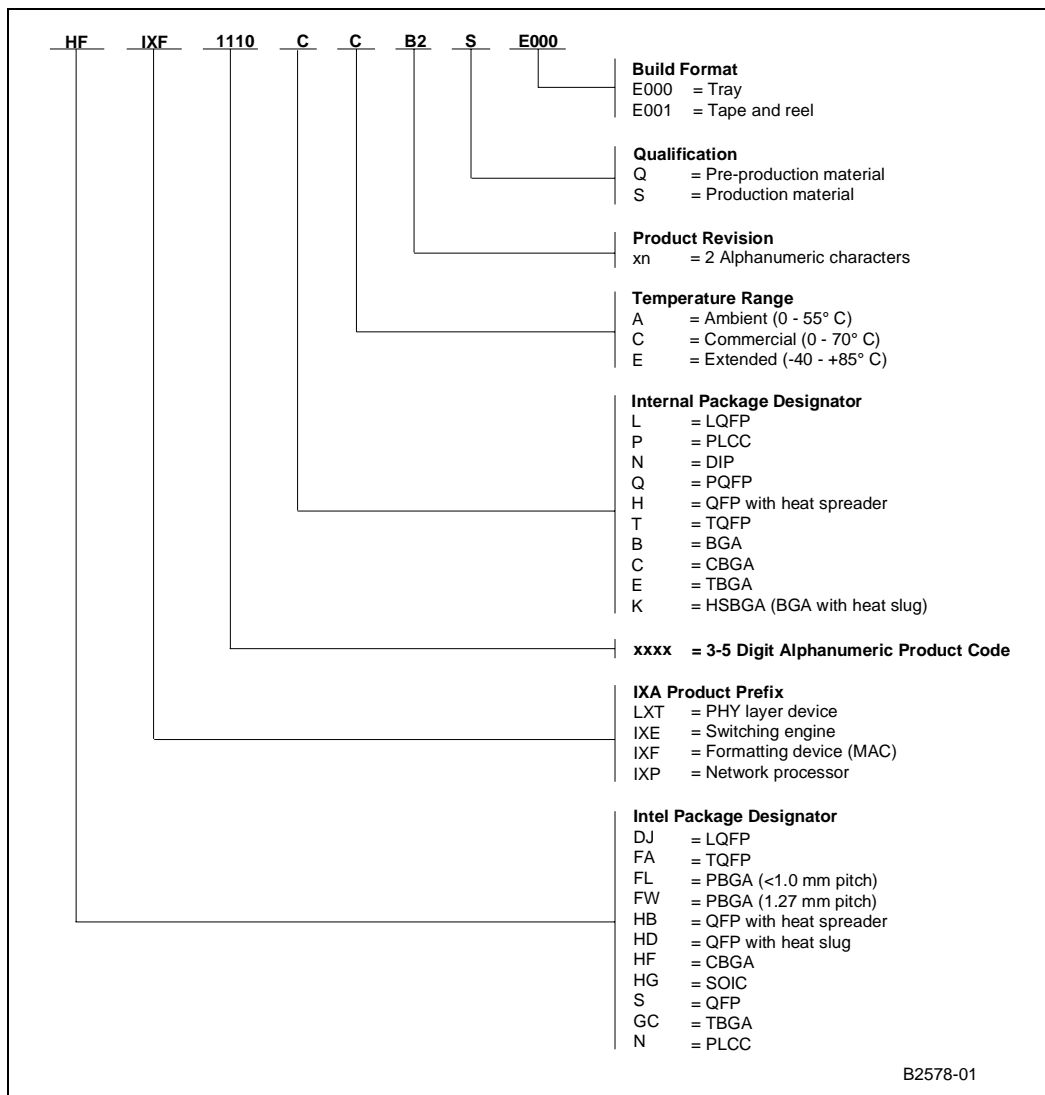 HF IXF 1110 C C B2 S E000
Build Format
E000 = Tray
E001 = Tape and reel
Qualification
Q = Pre-production material
S = Production material
Product Revision
xn = 2 Alphanumeric characters
Temperature Range
A = Ambient (0 - 55° C)
C = Commercial (0 - 70° C)
E = Extended (-40 - +85° C)
Internal Package Designator
L = LQFP
P = PLCC
N = DIP
Q = PQFP
H = QFP with heat spreader
T = TQFP
B = BGA
C = CBGA
E = TBGA
K = HSBGA (BGA with heat slug)
xxxx = 3-5 Digit Alphanumeric Product Code
IXA Product Prefix
LXT = PHY layer device
IXE = Switching engine
IXF = Formatting device (MAC)
IXP = Network processor
Intel Package Designator
DJ = LQFP
FA = TQFP
FL = PBGA (<1.0 mm pitch)
FW = PBGA (1.27 mm pitch)
HB = QFP with heat spreader
HD = QFP with heat slug
HF = CBGA
HG = SOIC
S = QFP
GC = TBGA
N = PLCC
B2578-01